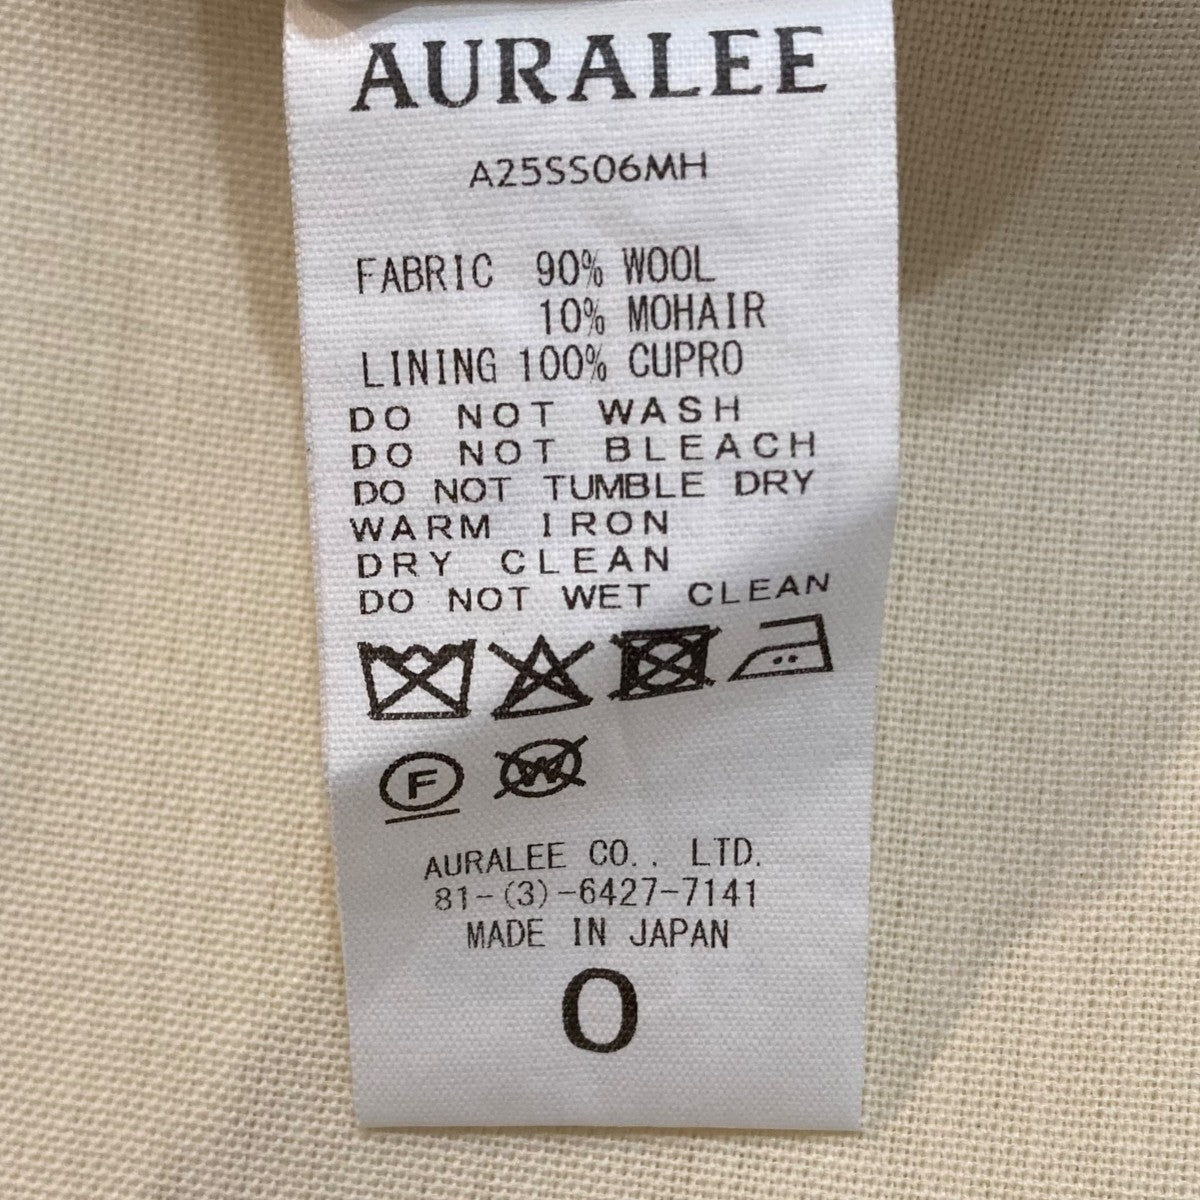 AURALEE
A25SS06MH
FABRIC 90% WOOL
10% MOHAIR
LINING 100% CUPRO
DO NOT WASH
DO NOT BLEACH
DO NOT TUMBLE DRY
WARM IRON
DRY CLEAN
DO NOT WET CLEAN
F W
AURALEE CO., LTD.
81-(3)-6427-7141
MADE IN JAPAN
0